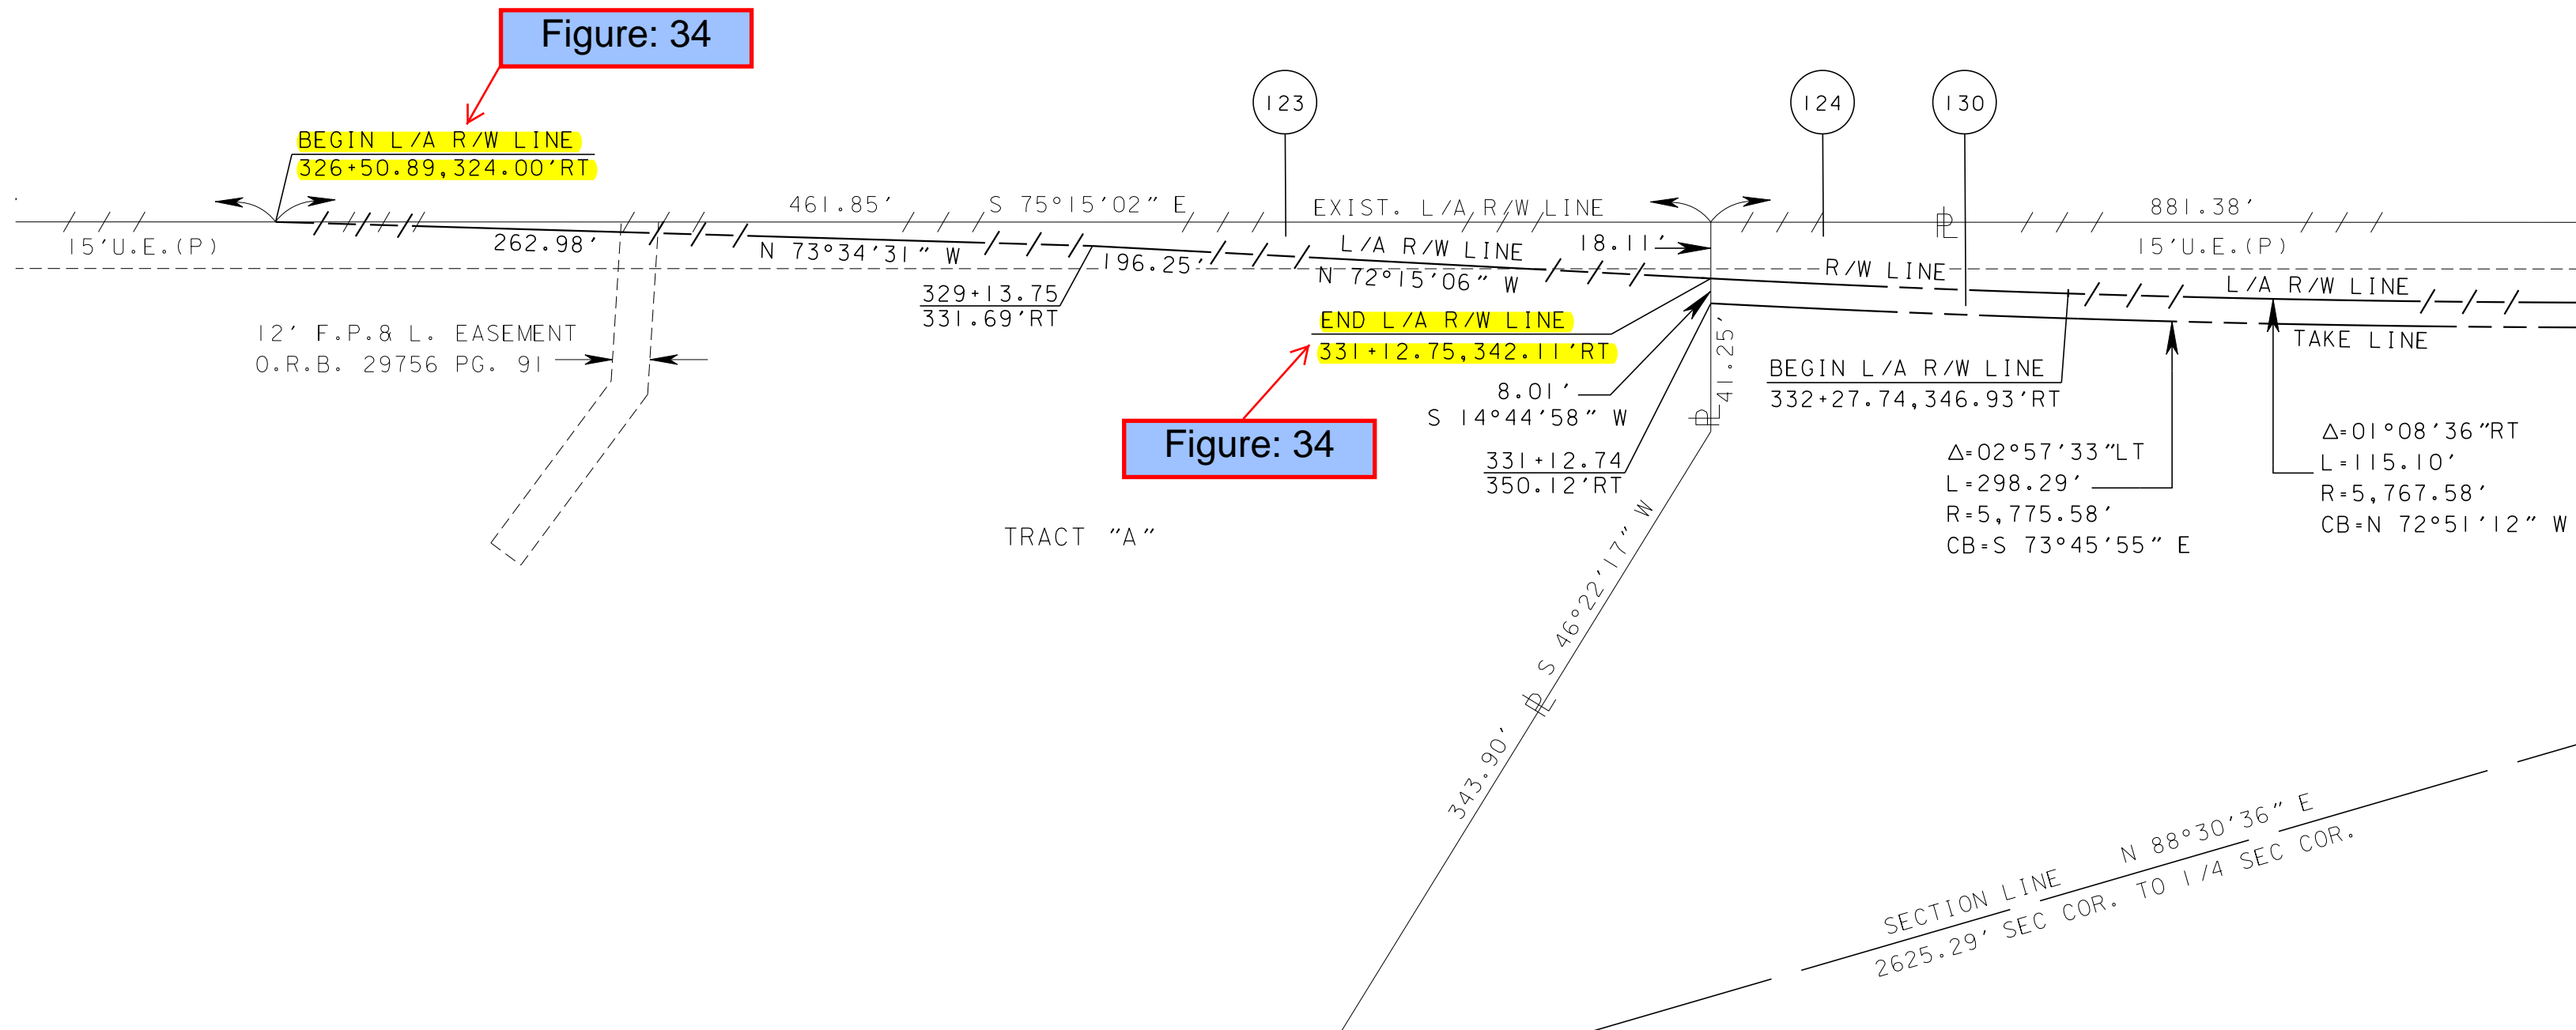 Figure: 34
BEGIN L/A R/W LINE
326+50.89,324.00'RT
123
124
130
461.85'
S 75°15'02" E
EXIST. L/A R/W LINE
881.38'
15'U.E.(P)
262.98'
N 73°34'31" W
196.25'
L/A R/W LINE
N 72°15'06" W
18.11'
R/W LINE
PL
15'U.E.(P)
L/A R/W LINE
TAKE LINE
329+13.75
331.69'RT
12' F.P.& L. EASEMENT
O.R.B. 29756 PG. 91
END L/A R/W LINE
331+12.75,342.11'RT
Figure: 34
8.01'
S 14°44'58" W
41.25'
PL
331+12.74
350.12'RT
BEGIN L/A R/W LINE
332+27.74,346.93'RT
Δ=02°57'33"LT
L=298.29'
R=5,775.58'
CB=S 73°45'55" E
Δ=01°08'36"RT
L=115.10'
R=5,767.58'
CB=N 72°51'12" W
TRACT "A"
343.90' PL S 46°22'17" W
SECTION LINE N 88°30'36" E
2625.29' SEC COR. TO 1/4 SEC COR.